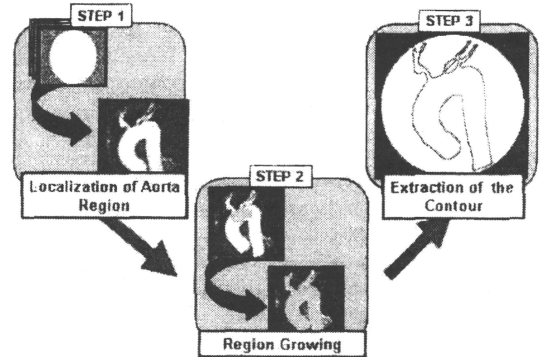 STEP 1
Localization of Aorta
Region
STEP 2
Region Growing
STEP 3
Extraction of the
Contour